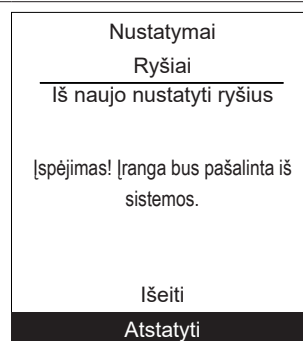 Nustatymai
Ryšiai
Iš naujo nustatyti ryšius
Įspėjimas! Įranga bus pašalinta iš
sistemos.
Išeiti
Atstatyti